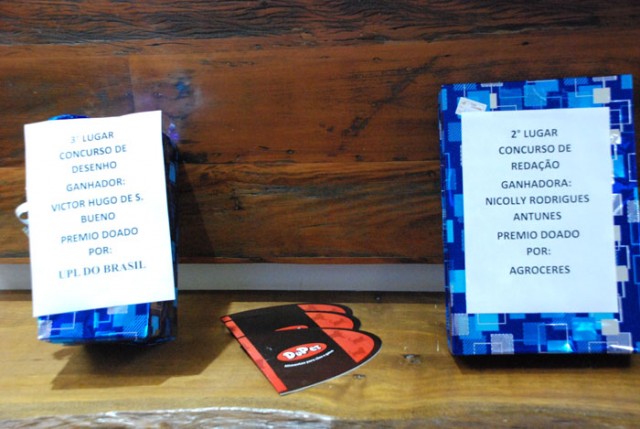 3° LUGAR
CONCURSO DE
DESENHO
GANHADOR:
VICTOR HUGO DE S.
BUENO
PREMIO DOADO
POR:
UPL DO BRASIL
2° LUGAR
CONCURSO DE
REDAÇÃO
GANHADORA:
NICOLLY RODRIGUES
ANTUNES
PREMIO DOADO
POR:
AGROCERES